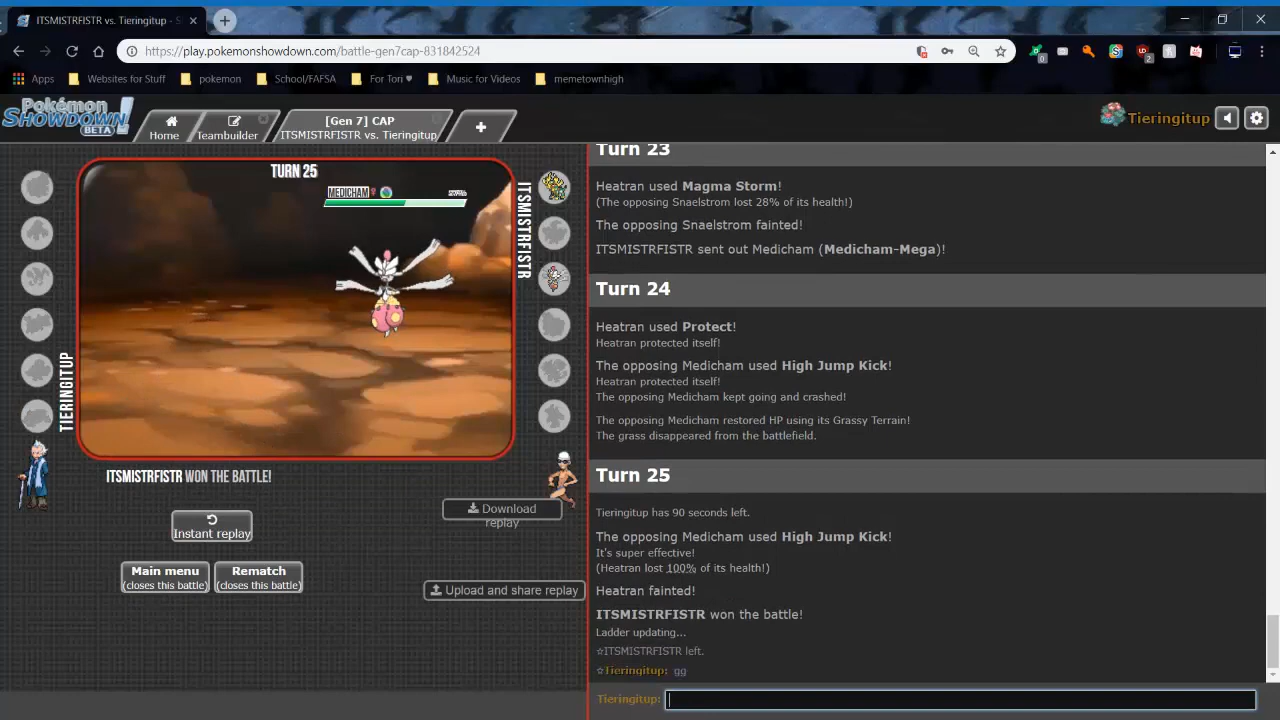 ITSMISTRFISTR vs. Tieringitup - S
https://play.pokemonshowdown.com/battle-gen7cap-831842524
Apps
Websites for Stuff
pokemon
School/FAFSA
For Tori ♥
Music for Videos
memetownhigh
Pokémon
SHOWDOWN!
BETA
Home
Teambuilder
[Gen 7] CAP
ITSMISTRFISTR vs. Tieringitup
Tieringitup
TURN 25
MEDICHAM♀
TIERINGITUP
ITSMISTRFISTR
ITSMISTRFISTR WON THE BATTLE!
Instant replay
Download replay
Main menu
(closes this battle)
Rematch
(closes this battle)
Upload and share replay
Turn 23
Heatran used Magma Storm!
(The opposing Snaelstrom lost 28% of its health!)
The opposing Snaelstrom fainted!
ITSMISTRFISTR sent out Medicham (Medicham-Mega)!
Turn 24
Heatran used Protect!
Heatran protected itself!
The opposing Medicham used High Jump Kick!
Heatran protected itself!
The opposing Medicham kept going and crashed!
The opposing Medicham restored HP using its Grassy Terrain!
The grass disappeared from the battlefield.
Turn 25
Tieringitup has 90 seconds left.
The opposing Medicham used High Jump Kick!
It's super effective!
(Heatran lost 100% of its health!)
Heatran fainted!
ITSMISTRFISTR won the battle!
Ladder updating...
☆ITSMISTRFISTR left.
☆Tieringitup: gg
Tieringitup: